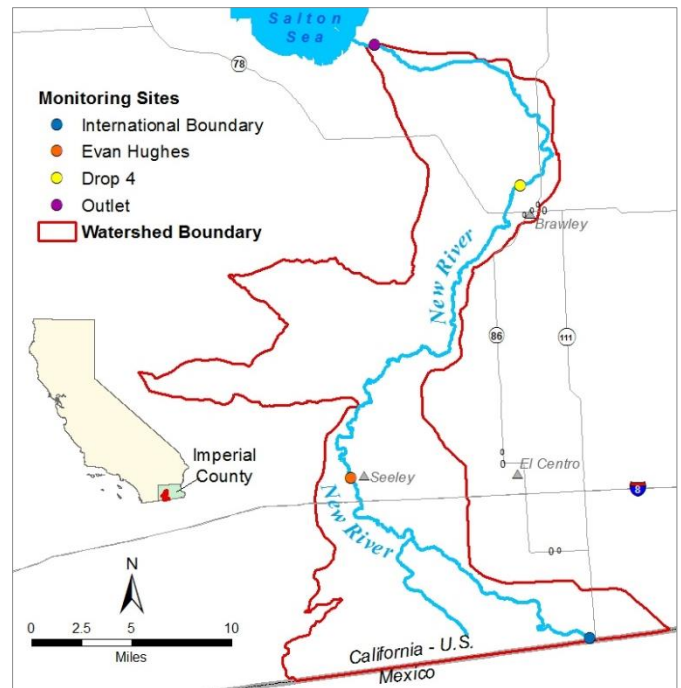 Salton
Sea
78
Monitoring Sites
International Boundary
Evan Hughes
Drop 4
Outlet
Watershed Boundary
Brawley
New River
86
111
Imperial
County
El Centro
Seeley
8
New River
N
0 2.5 5 10
Miles
California - U.S.
Mexico